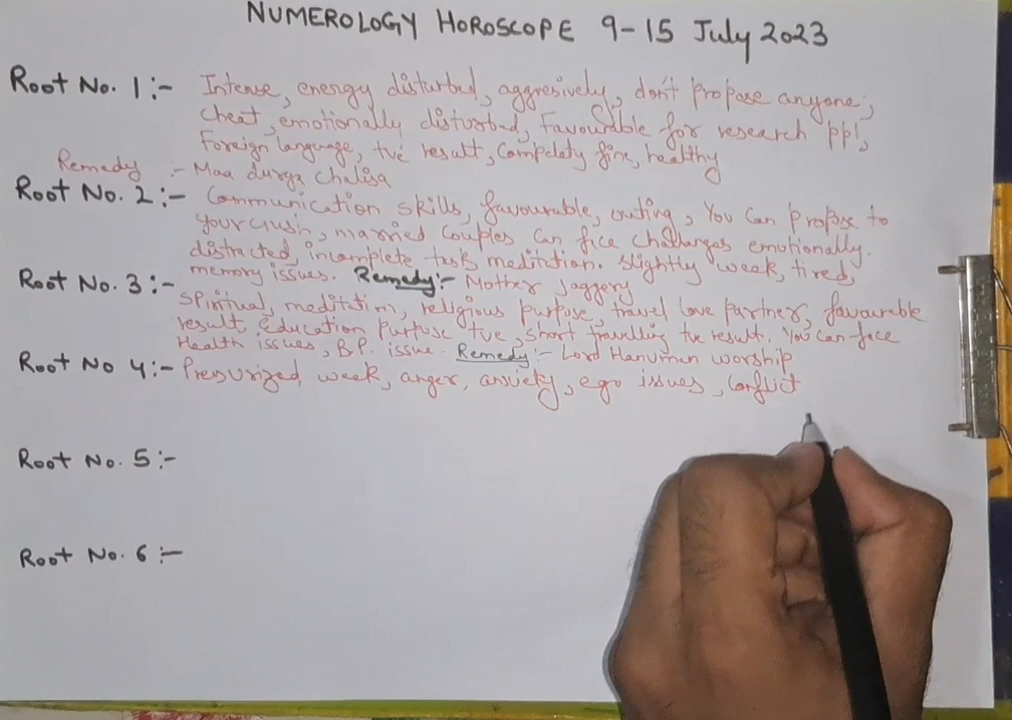 NUMEROLOGY HOROSCOPE 9-15 July 2023
Root No. 1:- Intense, energy disturbed, aggresively, don't propose anyone,
cheat, emotionally disturbed, Favourable for research ppl,
Foreign language, +ve result, Completaty fine, healthy
Remedy :- Maa durga Chalisa
Root No. 2:- Communication skills, favourable, outing, You Can propose to
your crush, married couples Can fice challanges emotionally.
distracted, incomplete task, meditation. Slightly week, tired,
memory issues. Remedy:- Mother Jaggery
Root No. 3:- Spiritual, meditation, religious purpose, travel love partner, favourable
result, education purpose +ve, short travelling +ve result. You can face
Health issues, B.P. issue. Remedy:- Lord Hanuman worship
Root No 4:- Pressurized, week, anger, anxiety, ego issues, Conflict
Root No. 5:-
Root No. 6:-